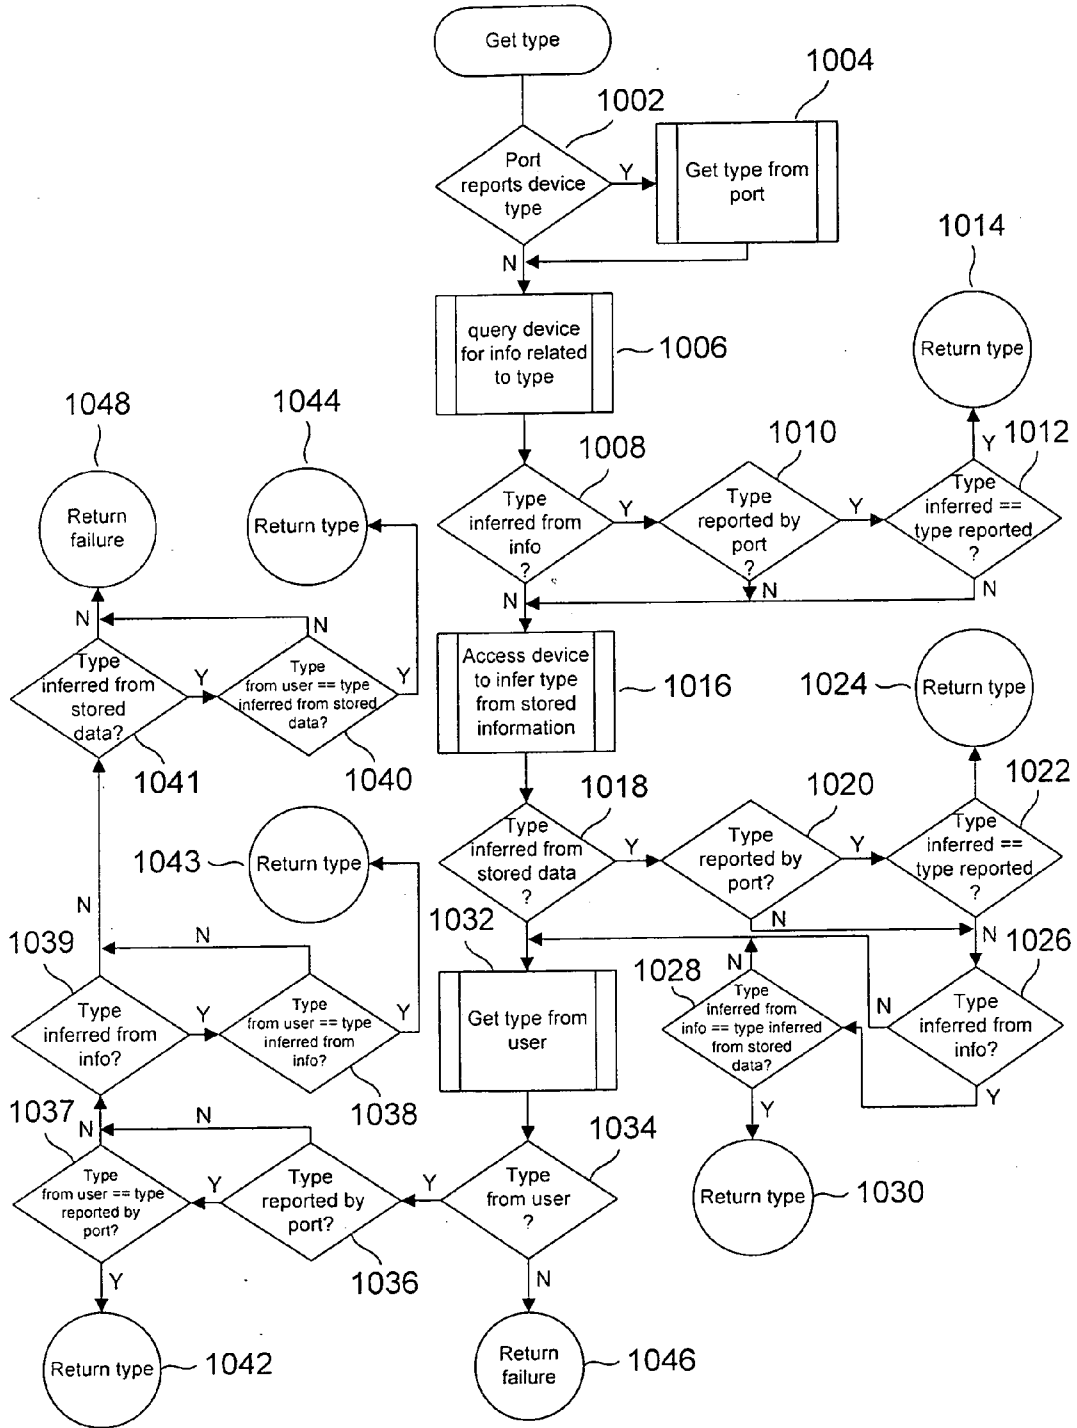 Get type
1002
1004
Port
reports device
type
Y
Get type from
port
N
1014
Return type
query device
for info related
to type
1006
1048
1044
1008
1010
Y
1012
Return
failure
Return type
Type
inferred from
info
?
Y
Type
reported by
port
?
Y
Type
inferred ==
type reported
?
N
N
N
N
N
Type
inferred from
stored
data?
Y
Type
from user == type
inferred from stored
data?
Y
Access device
to infer type
from stored
information
1016
1024
Return type
1041
1040
1018
1020
1022
1043
Return type
Type
inferred from
stored data
?
Y
Type
reported by
port?
Y
Type
inferred ==
type reported
?
N
1032
N
N
1039
N
1028
N
1026
Type
inferred from
info?
Y
Type
from user == type
inferred from
info?
Y
Get type from
user
Type
inferred from
info == type inferred
from stored
data?
N
Type
inferred from
info?
Y
Y
1037
N
N
1038
1034
Type
from user == type
reported by
port?
Y
Type
reported by
port?
Y
Type
from user
?
Return type
1030
Y
1036
N
Return type
1042
Return
failure
1046